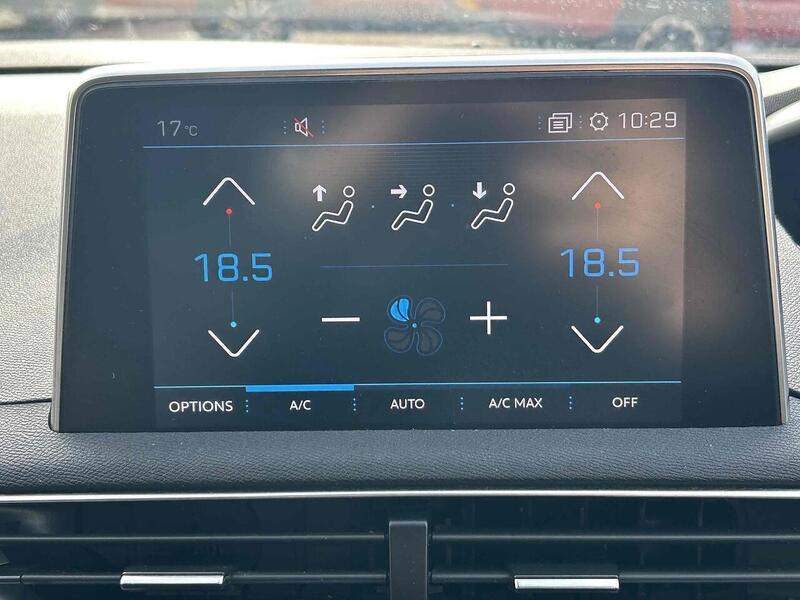 17°C 10:29
18.5 18.5
OPTIONS A/C AUTO A/C MAX OFF